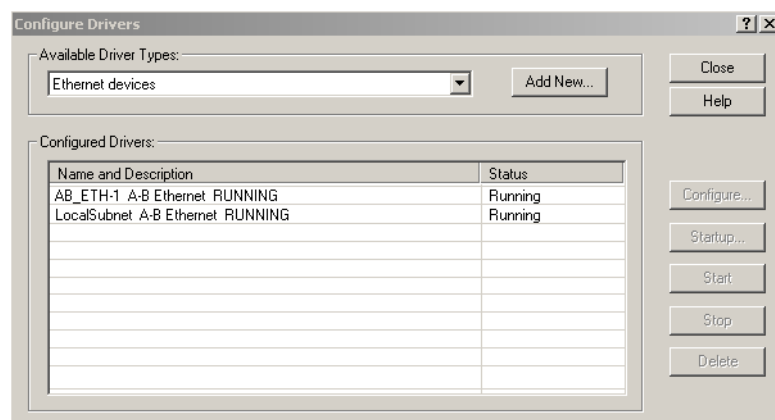 Configure Drivers
Available Driver Types:
Ethernet devices
Add New...
Close
Help
Configured Drivers:
Name and Description Status
AB_ETH-1 A-B Ethernet RUNNING Running
LocalSubnet A-B Ethernet RUNNING Running
Configure...
Startup...
Start
Stop
Delete